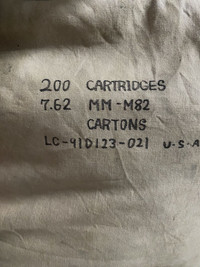 200 CARTRIDGES
7.62 MM-M82
CARTONS
LC-91D123-021 U.S.A